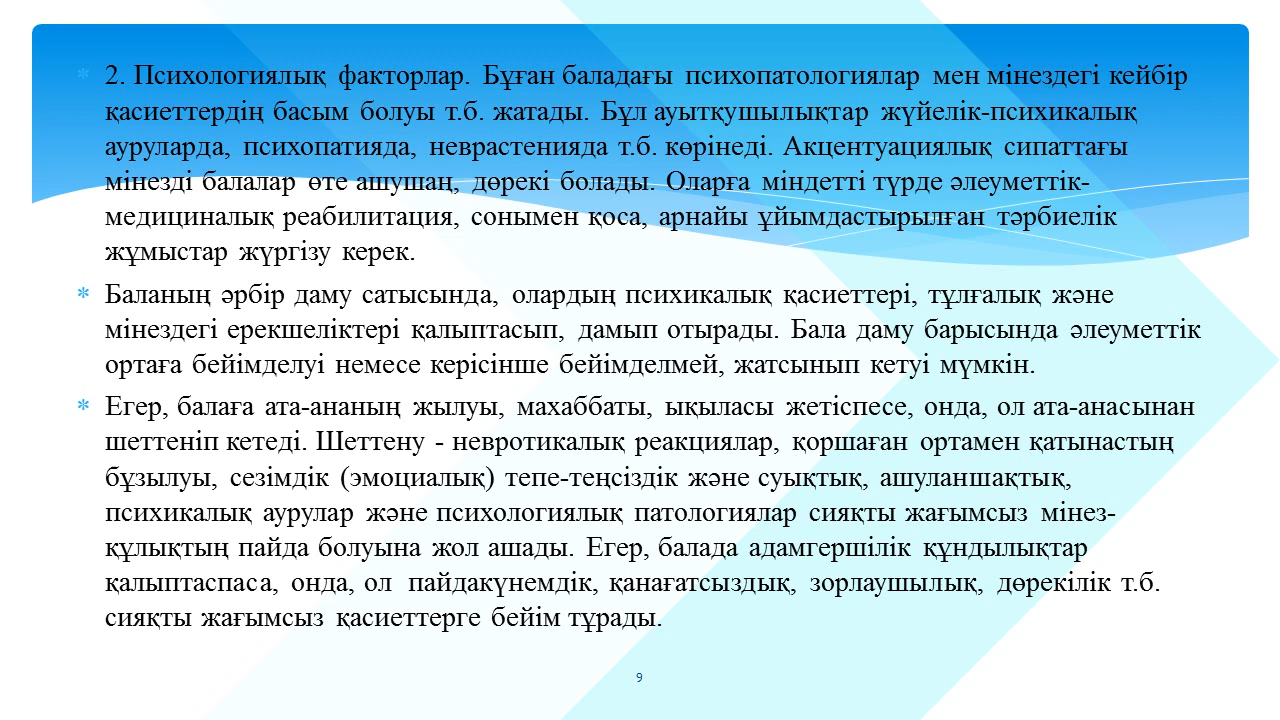 * 2. Психологиялық факторлар. Бұған баладағы психопатологиялар мен мінездегі кейбір
қасиеттердің басым болуы т.б. жатады. Бұл ауытқушылықтар жүйелік-психикалық
ауруларда, психопатияда, неврастенияда т.б. көрінеді. Акцентуациялық сипаттағы
мінезді балалар өте ашушаң, дөрекі болады. Оларға міндетті түрде әлеуметтік-
медициналық реабилитация, сонымен қоса, арнайы ұйымдастырылған тәрбиелік
жұмыстар жүргізу керек.
* Баланың әрбір даму сатысында, олардың психикалық қасиеттері, тұлғалық және
мінездегі ерекшеліктері қалыптасып, дамып отырады. Бала даму барысында әлеуметтік
ортаға бейімделуі немесе керісінше бейімделмей, жатсынып кетуі мүмкін.
* Егер, балаға ата-ананың жылуы, махаббаты, ықыласы жетіспесе, онда, ол ата-анасынан
шеттеніп кетеді. Шеттену - невротикалық реакциялар, қоршаған ортамен қатынастың
бұзылуы, сезімдік (эмоциалық) тепе-теңсіздік және суықтық, ашуланшақтық,
психикалық аурулар және психологиялық патологиялар сияқты жағымсыз мінез-
құлықтың пайда болуына жол ашады. Егер, балада адамгершілік құндылықтар
қалыптаспаса, онда, ол пайдакүнемдік, қанағатсыздық, зорлаушылық, дөрекілік т.б.
сияқты жағымсыз қасиеттерге бейім тұрады.
9